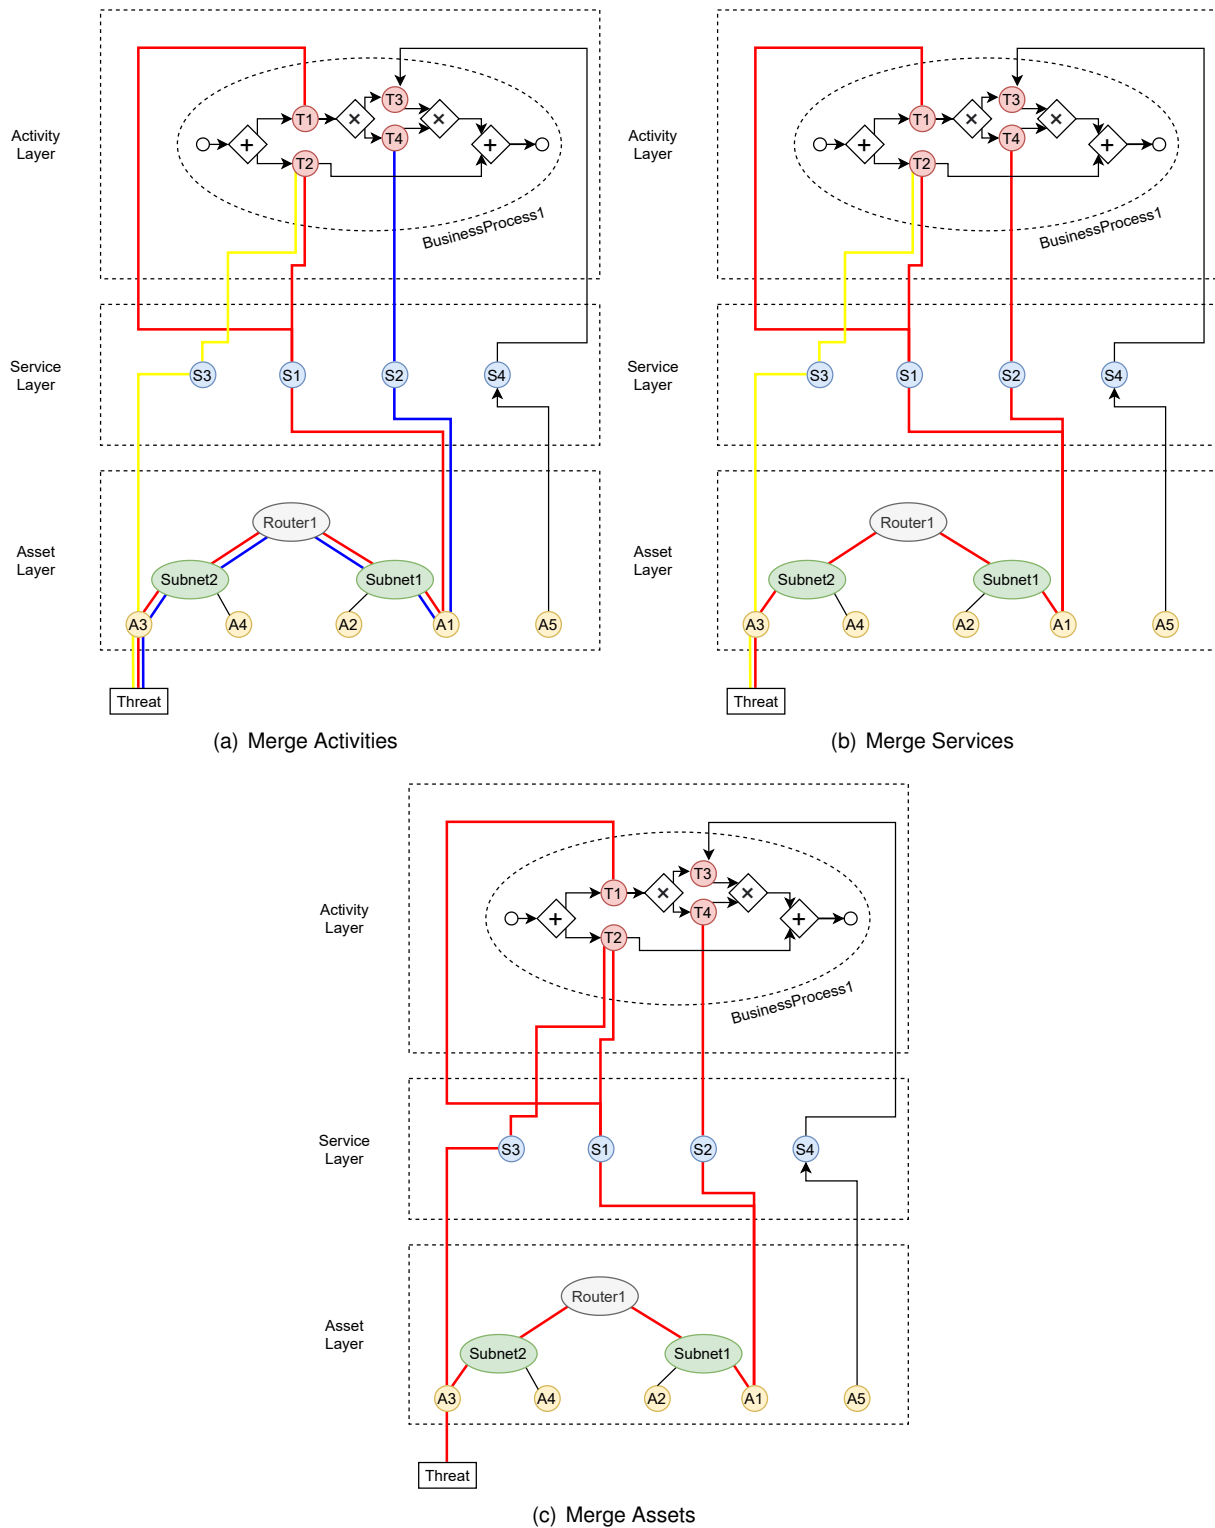 Activity
Layer
T1
T3
T4
T2
BusinessProcess1
Service
Layer
S3
S1
S2
S4
Asset
Layer
Router1
Subnet2
Subnet1
A3
A4
A2
A1
A5
Threat
(a) Merge Activities
Activity
Layer
T1
T3
T4
T2
BusinessProcess1
Service
Layer
S3
S1
S2
S4
Asset
Layer
Router1
Subnet2
Subnet1
A3
A4
A2
A1
A5
Threat
(b) Merge Services
Activity
Layer
T1
T3
T4
T2
BusinessProcess1
Service
Layer
S3
S1
S2
S4
Asset
Layer
Router1
Subnet2
Subnet1
A3
A4
A2
A1
A5
Threat
(c) Merge Assets